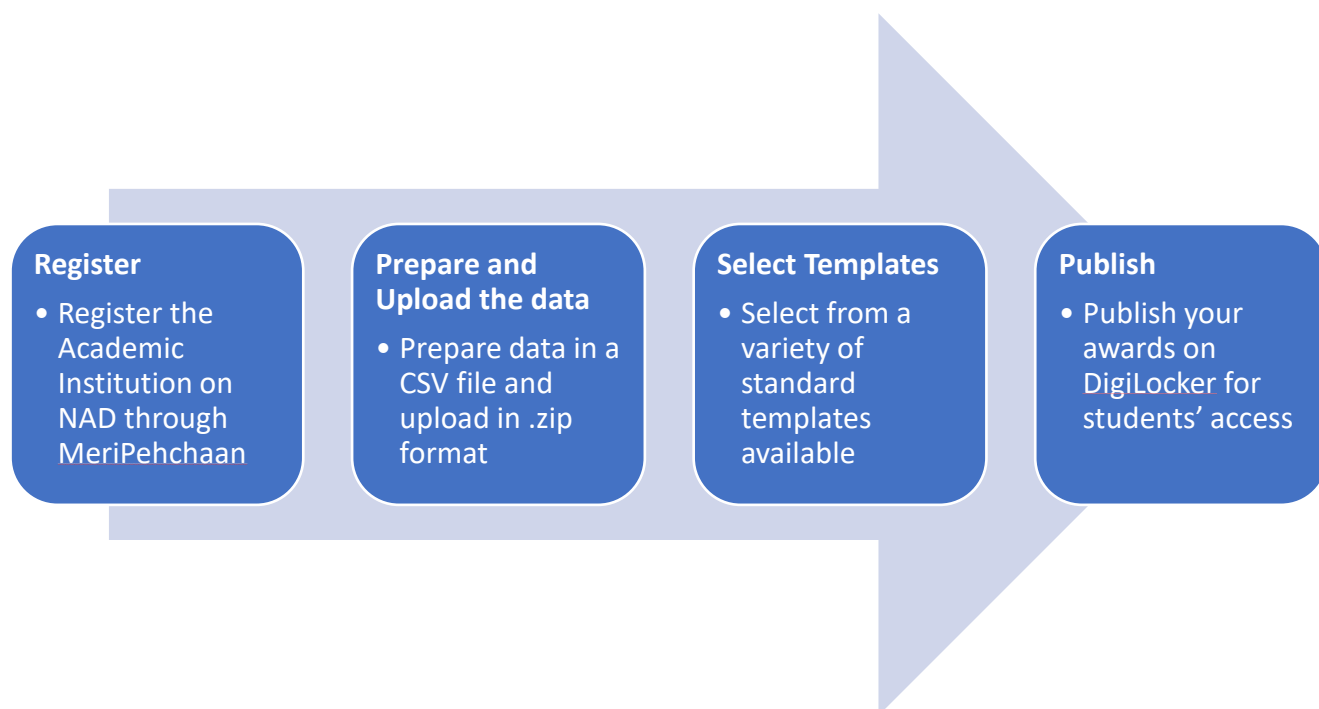 Register
• Register the
Academic
Institution on
NAD through
MeriPehchaan
Prepare and
Upload the data
• Prepare data in a
CSV file and
upload in .zip
format
Select Templates
• Select from a
variety of
standard
templates
available
Publish
• Publish your
awards on
DigiLocker for
students’ access